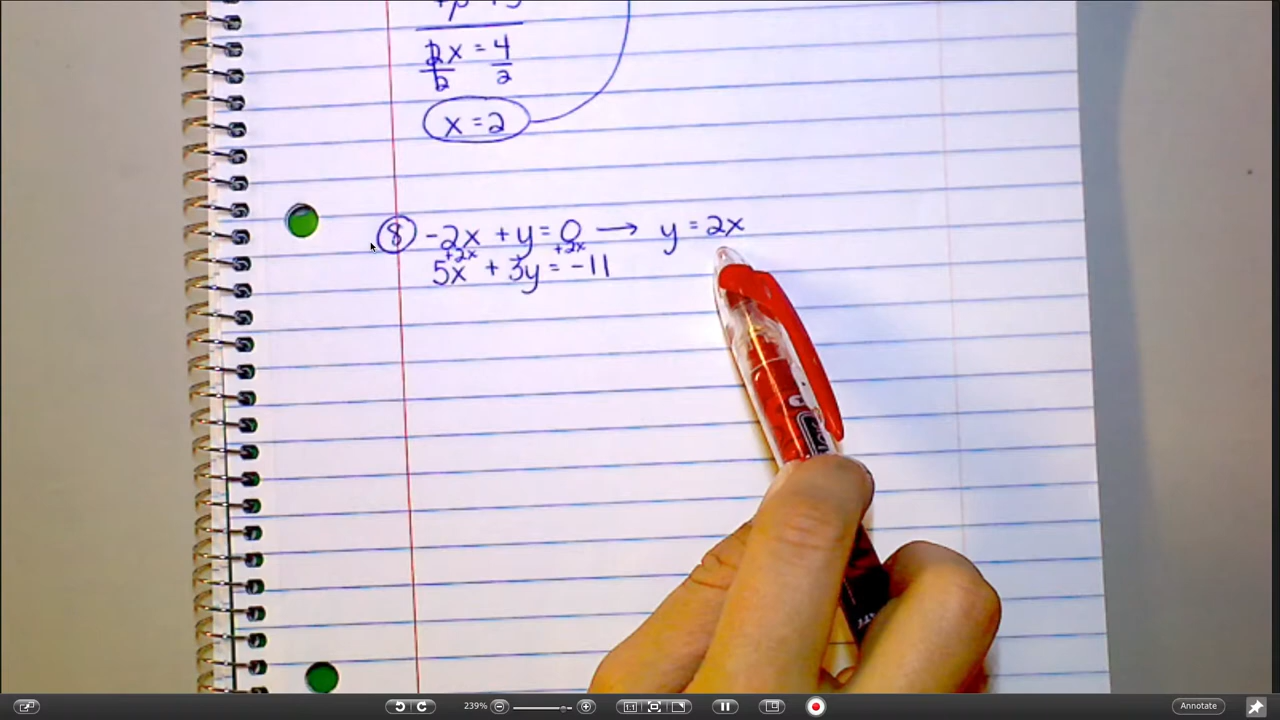 2x = 4
2 2
x = 2
8 -2x + y = 0 → y = 2x
+2x +2x
5x + 3y = -11
239%
Annotate